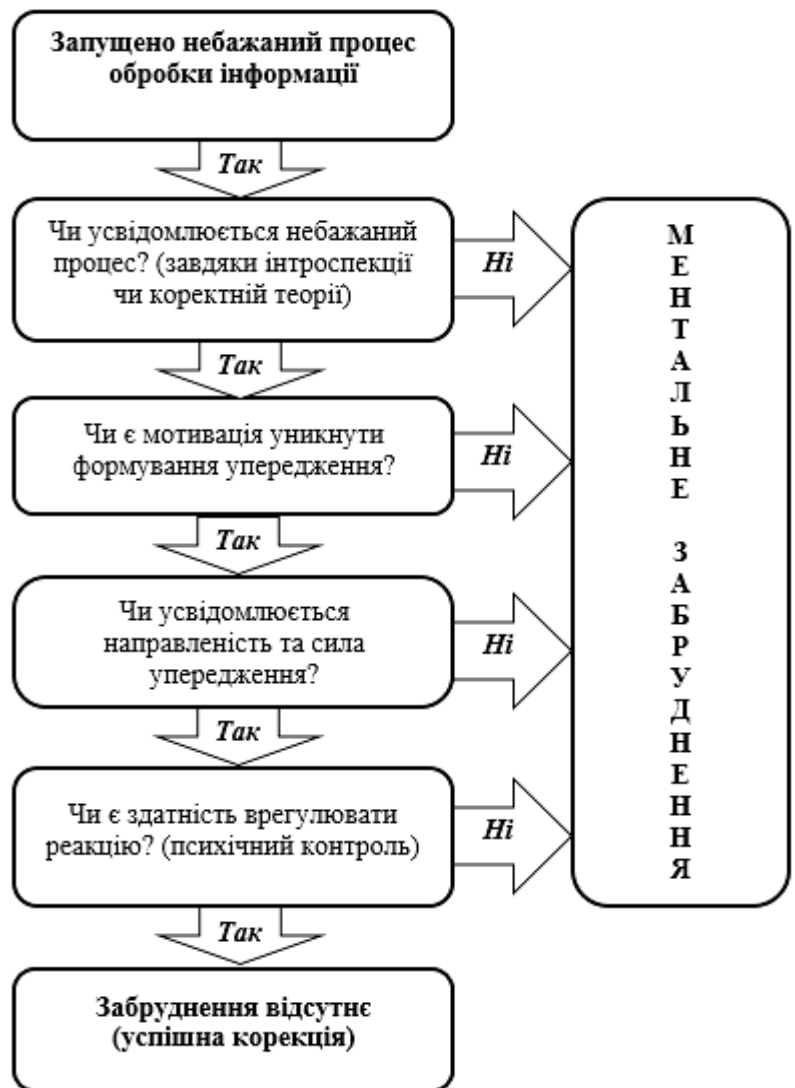 Запущено небажаний процес
обробки інформації
Так
Чи усвідомлюється небажаний
процес? (завдяки інтроспекції
чи коректній теорії)
Ні
Так
Чи є мотивація уникнути
формування упередження?
Ні
Так
Чи усвідомлюється
направленість та сила
упередження?
Ні
Так
Чи є здатність врегулювати
реакцію? (психічний контроль)
Ні
Так
Забруднення відсутнє
(успішна корекція)
МЕНТАЛЬНЕ ЗАБРУДНЕННЯ